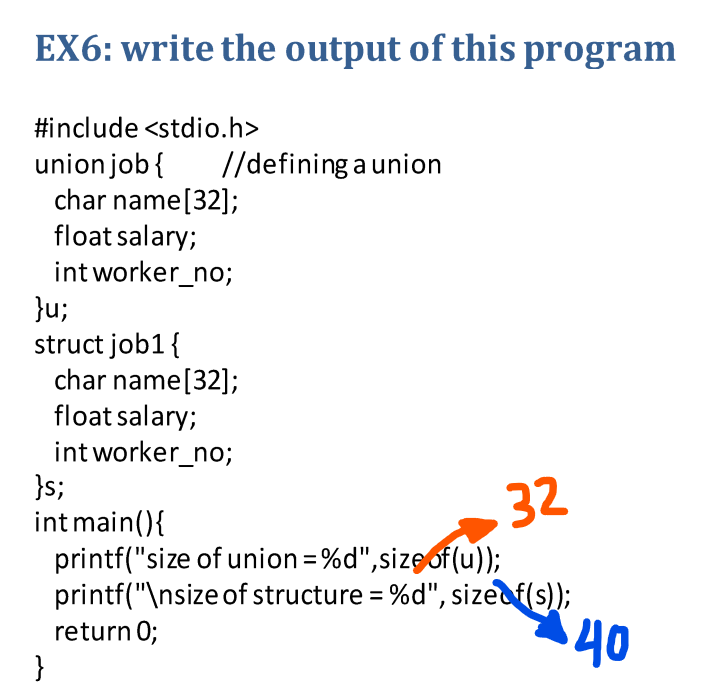 EX6: write the output of this program
#include <stdio.h>
union job {        //defining a union
  char name[32];
  float salary;
  int worker_no;
}u;
struct job1 {
  char name[32];
  float salary;
  int worker_no;
}s;
int main(){
32
  printf("size of union = %d",sizeof(u));
  printf("\nsize of structure = %d", sizeof(s));
  return 0;
40
}